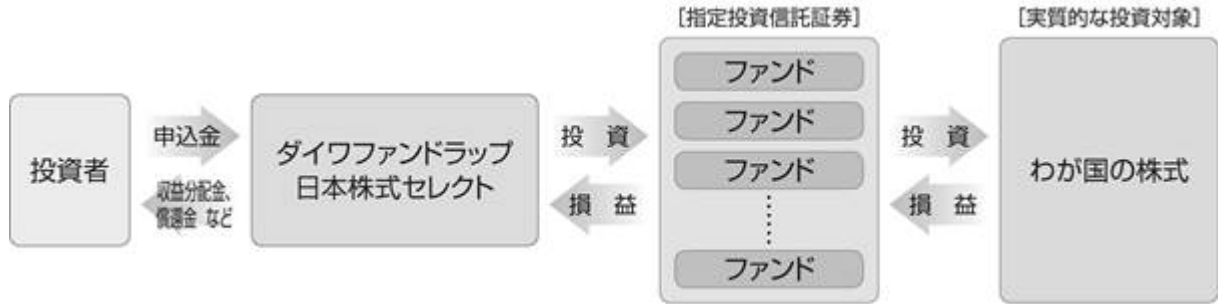 [指定投資信託証券]
[実質的な投資対象]
投資者
申込金
収益分配金、
償還金 など
ダイワファンドラップ
日本株式セレクト
投 資
損 益
ファンド
ファンド
ファンド
ファンド
投 資
損 益
わが国の株式